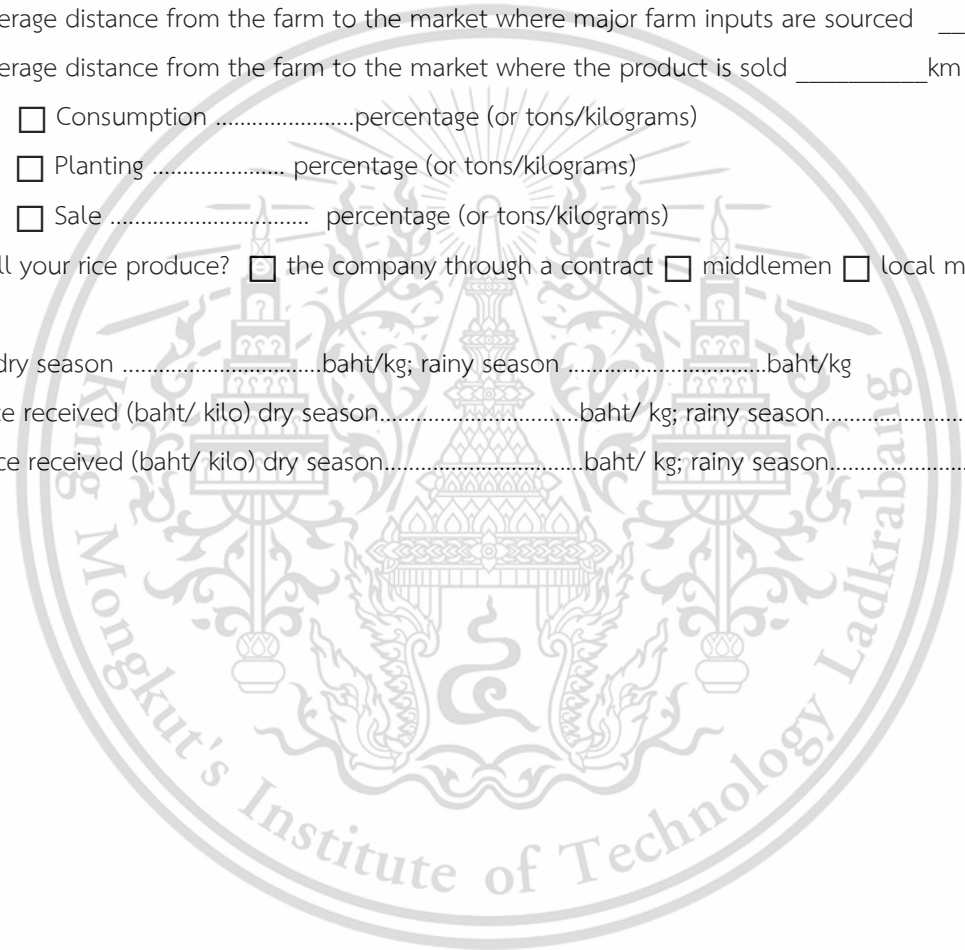 erage distance from the farm to the market where major farm inputs are sourced __
erage distance from the farm to the market where the product is sold ___________km
☐ Consumption .......................percentage (or tons/kilograms)
☐ Planting ...................... percentage (or tons/kilograms)
☐ Sale ................................. percentage (or tons/kilograms)
ll your rice produce? ☐ the company through a contract ☐ middlemen ☐ local m
dry season .................................baht/kg; rainy season .................................baht/kg
e received (baht/ kilo) dry season.................................baht/ kg; rainy season.......................
ce received (baht/ kilo) dry season.................................baht/ kg; rainy season.......................
King Mongkut's Institute of Technology Ladkrabang